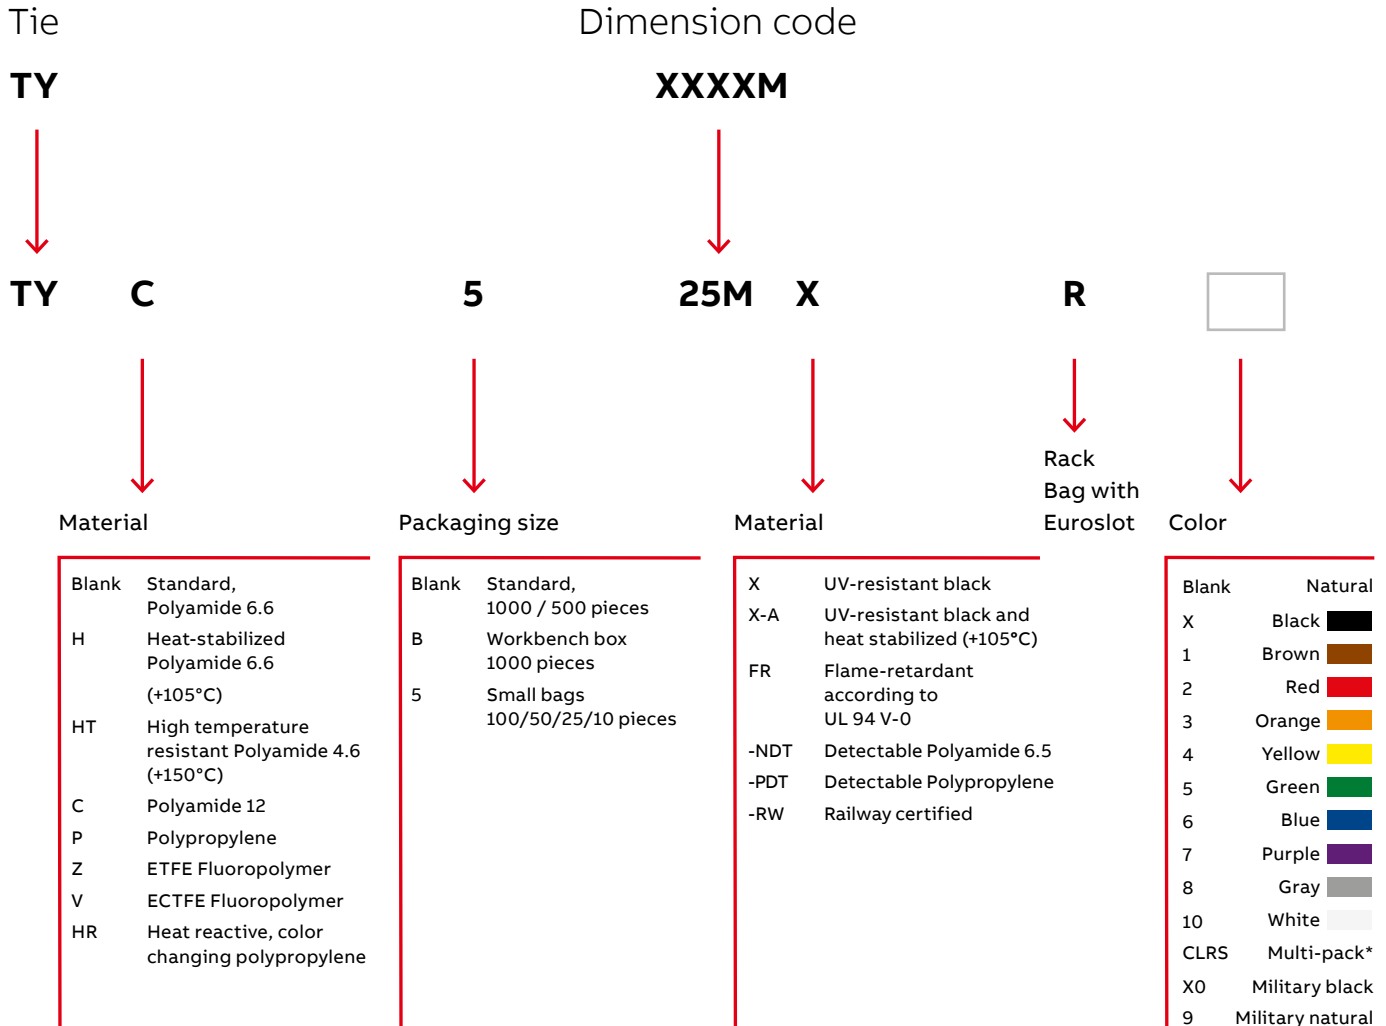 Tie
Dimension code
TY
XXXXM
TY C 5 25M X R
Rack
Bag with
Euroslot
Material
Blank Standard,
Polyamide 6.6
H Heat-stabilized
Polyamide 6.6
(+105°C)
HT High temperature
resistant Polyamide 4.6
(+150°C)
C Polyamide 12
P Polypropylene
Z ETFE Fluoropolymer
V ECTFE Fluoropolymer
HR Heat reactive, color
changing polypropylene
Packaging size
Blank Standard,
1000 / 500 pieces
B Workbench box
1000 pieces
5 Small bags
100/50/25/10 pieces
Material
X UV-resistant black
X-A UV-resistant black and
heat stabilized (+105°C)
FR Flame-retardant
according to
UL 94 V-0
-NDT Detectable Polyamide 6.5
-PDT Detectable Polypropylene
-RW Railway certified
Color
Blank Natural
X Black
1 Brown
2 Red
3 Orange
4 Yellow
5 Green
6 Blue
7 Purple
8 Gray
10 White
CLRS Multi-pack*
X0 Military black
9 Military natural